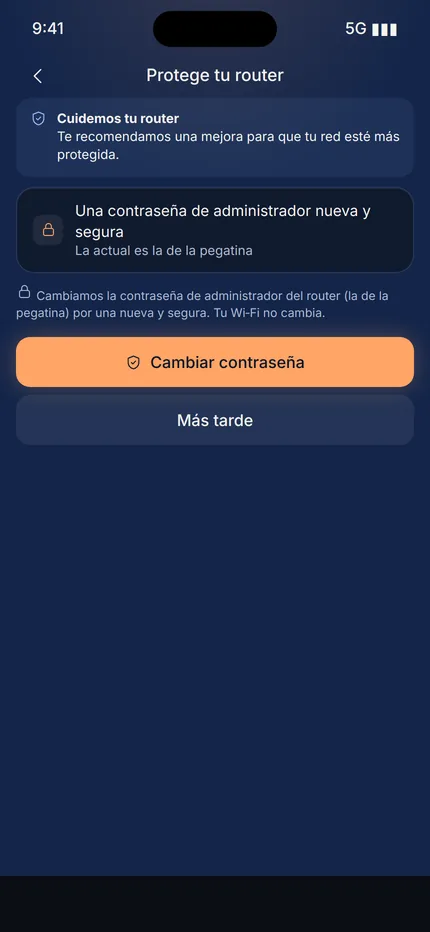 9:41
5G
Protege tu router
Cuidemos tu router
Te recomendamos una mejora para que tu red esté más
protegida.
Una contraseña de administrador nueva y
segura
La actual es la de la pegatina
Cambiamos la contraseña de administrador del router (la de la
pegatina) por una nueva y segura. Tu Wi-Fi no cambia.
Cambiar contraseña
Más tarde